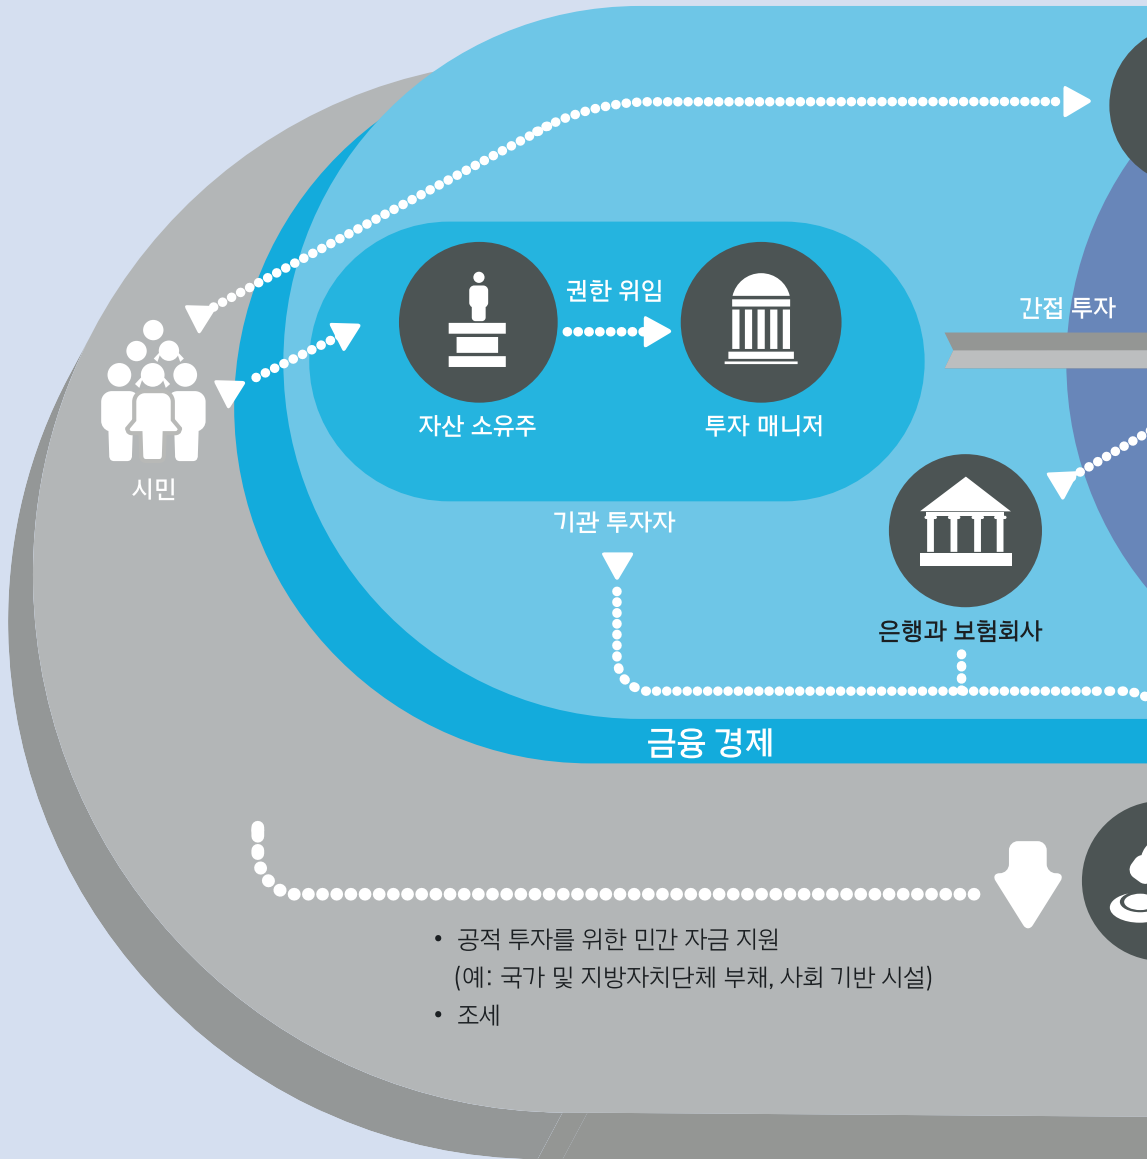 권한 위임
간접 투자
자산 소유주
투자 매니저
시민
기관 투자자
은행과 보험회사
금융 경제
• 공적 투자를 위한 민간 자금 지원
(예: 국가 및 지방자치단체 부채, 사회 기반 시설)
• 조세